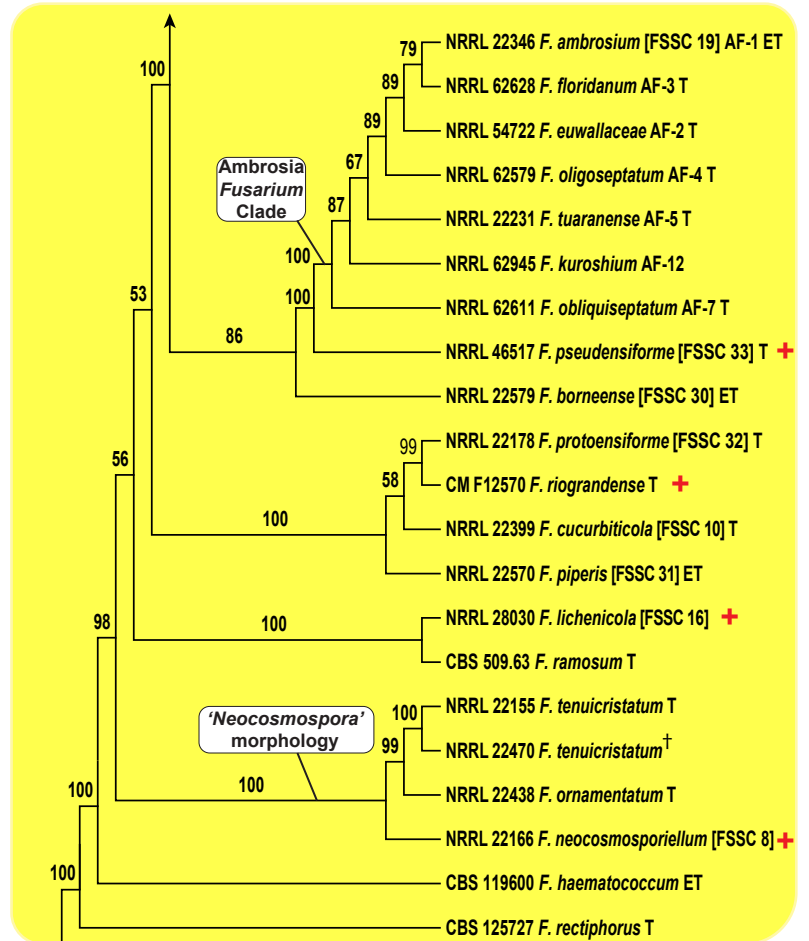 NRRL 22346 F. ambrosium [FSSC 19] AF-1 ET
79
NRRL 62628 F. floridanum AF-3 T
100
89
NRRL 54722 F. euwallaceae AF-2 T
89
Ambrosia
Fusarium
Clade
67
NRRL 62579 F. oligoseptatum AF-4 T
87
NRRL 22231 F. tuaranense AF-5 T
100
NRRL 62945 F. kuroshium AF-12
53
100
NRRL 62611 F. obliquiseptatum AF-7 T
86
NRRL 46517 F. pseudensiforme [FSSC 33] T +
NRRL 22579 F. borneense [FSSC 30] ET
99
NRRL 22178 F. protoensiforme [FSSC 32] T
56
58
CM F12570 F. riograndense T +
100
NRRL 22399 F. cucurbiticola [FSSC 10] T
NRRL 22570 F. piperis [FSSC 31] ET
98
100
NRRL 28030 F. lichenicola [FSSC 16] +
CBS 509.63 F. ramosum T
‘Neocosmospora’
morphology
100
NRRL 22155 F. tenuicristatum T
99
NRRL 22470 F. tenuicristatum†
100
100
NRRL 22438 F. ornamentatum T
NRRL 22166 F. neocosmosporiellum [FSSC 8] +
100
CBS 119600 F. haematococcum ET
CBS 125727 F. rectiphorus T